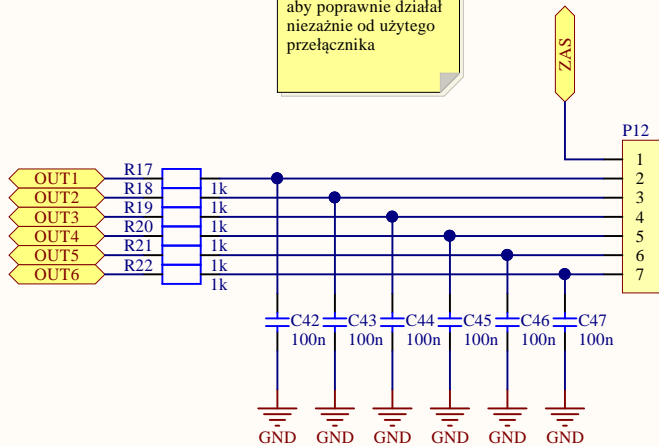 aby poprawnie działał
niezażnie od użytego
przełącznika
ZAS
P12
OUT1 R17 1k 1
OUT2 R18 1k 2
OUT3 R19 1k 3
OUT4 R20 1k 4
OUT5 R21 1k 5
OUT6 R22 1k 6
7
C42 C43 C44 C45 C46 C47
100n 100n 100n 100n 100n 100n
GND GND GND GND GND GND